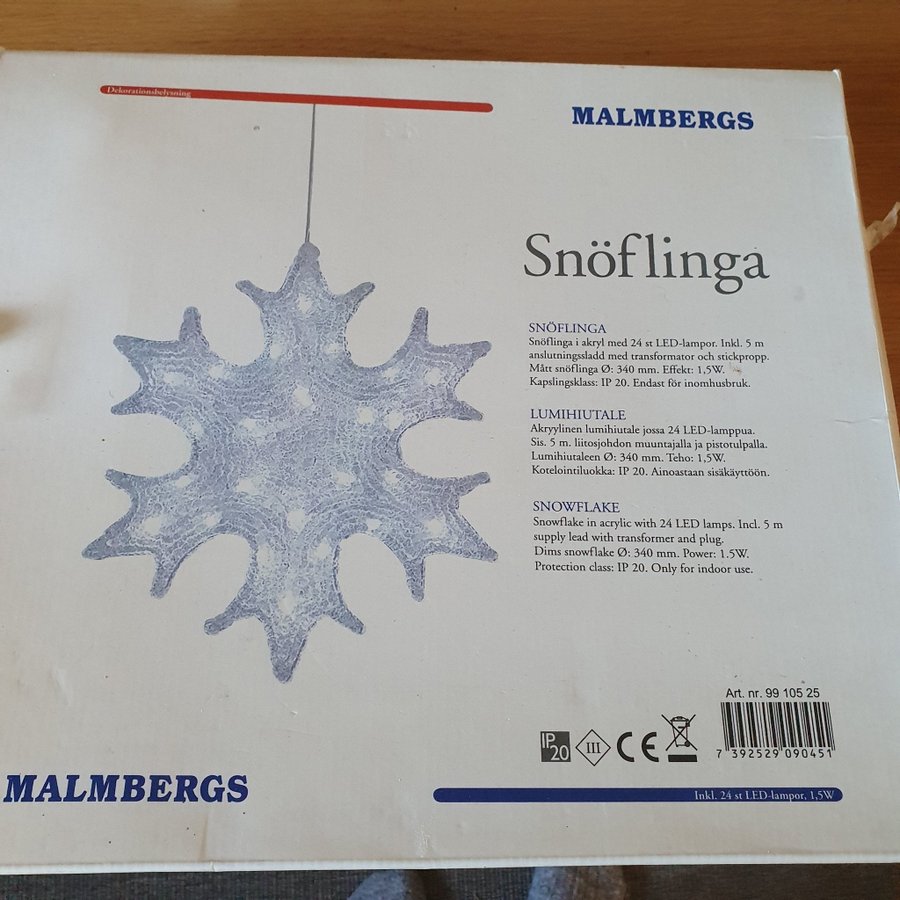 Dekorationsbelysning
MALMBERGS
Snöflinga
SNÖFLINGA
Snöflinga i akryl med 24 st LED-lampor. Inkl. 5 m
anslutningssladd med transformator och stickpropp.
Mått snöflinga Ø: 340 mm. Effekt: 1,5W.
Kapslingsklass: IP 20. Endast för inomhusbruk.
LUMIHIUTALE
Akryylinen lumihiutale jossa 24 LED-lamppua.
Sis. 5 m. liitosjohdon muuntajalla ja pistotulpalla.
Lumihiutaleen Ø: 340 mm. Teho: 1,5W.
Kotelointiluokka: IP 20. Ainoastaan sisäkäyttöön.
SNOWFLAKE
Snowflake in acrylic with 24 LED lamps. Incl. 5 m
supply lead with transformer and plug.
Dims snowflake Ø: 340 mm. Power: 1.5W.
Protection class: IP 20. Only for indoor use.
Art. nr. 99 105 25
IP
20
III
CE
7 392529 090451
MALMBERGS
Inkl. 24 st LED-lampor, 1,5W